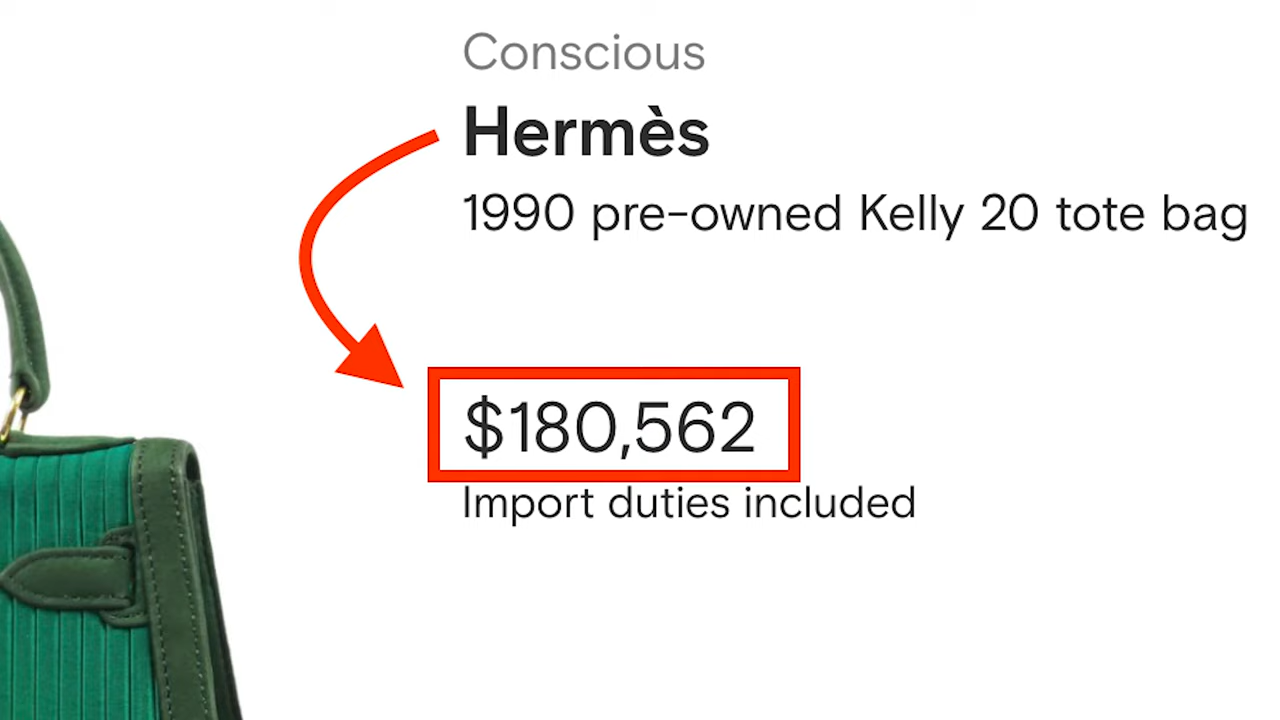 Conscious
Hermès
1990 pre-owned Kelly 20 tote bag
$180,562
Import duties included